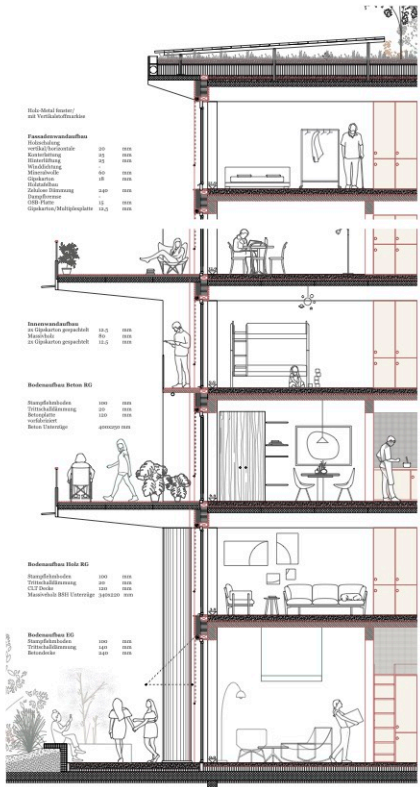 Holz-Metal fenster/
mit Vertikalstoffmarkise
Fassadenwandaufbau
Holzschalung
vertikal/horizontale 50 mm
Konterlattung 25 mm
Hinterlüftung 25 mm
Winddichtung -
Mineralwolle 60 mm
Gipskarton 18 mm
Holztafelbau
Zelulose Dämmung 240 mm
Dampfbremse -
OSB-Platte 15 mm
Gipskarton/Multiplexplatte 12,5 mm
Innenwandaufbau
2x Gipskarton gespachtelt 12,5 mm
Massivholz 80 mm
2x Gipskarton gespachtelt 12,5 mm
Bodenaufbau Beton RG
Stampflehmboden 100 mm
Trittschalldämmung 20 mm
Betonplatte 120 mm
vorfabriziert
Beton Unterzüge mm
Bodenaufbau Holz RG
Stampflehmboden 100 mm
Trittschalldämmung 20 mm
CLT Decke 120 mm
Massivholz BSH Unterzüge 340x220 mm
Bodenaufbau EG
Stampflehmboden 100 mm
Trittschalldämmung 140 mm
Betondecke 240 mm